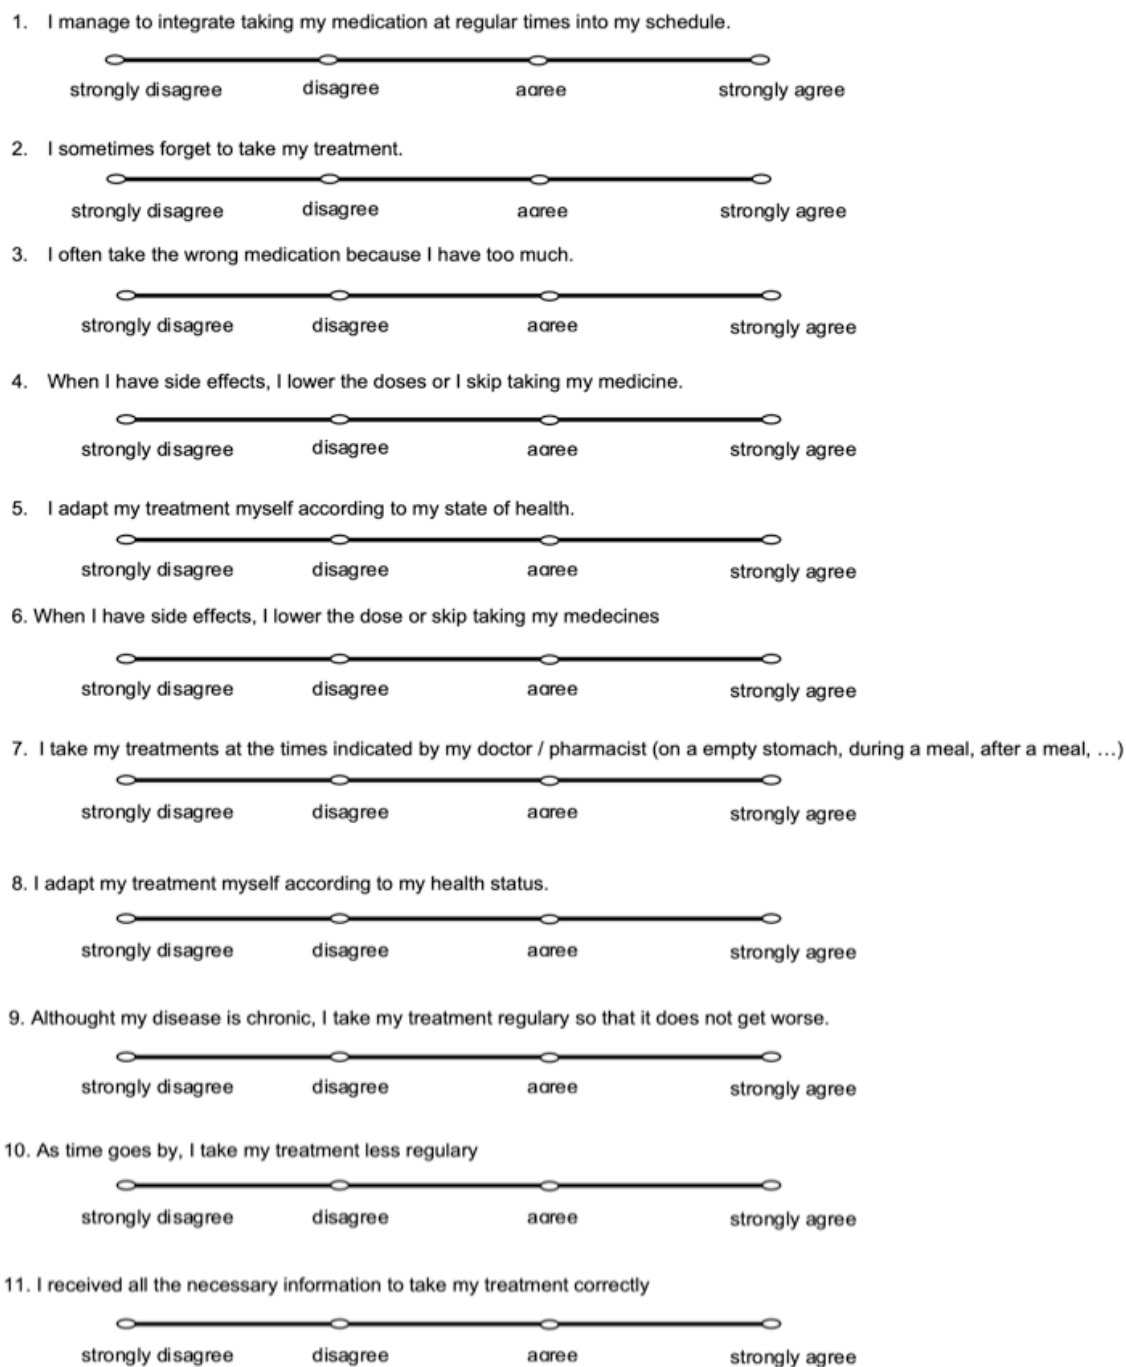 1. I manage to integrate taking my medication at regular times into my schedule.
strongly disagree disagree agree strongly agree
2. I sometimes forget to take my treatment.
strongly disagree disagree agree strongly agree
3. I often take the wrong medication because I have too much.
strongly disagree disagree agree strongly agree
4. When I have side effects, I lower the doses or I skip taking my medicine.
strongly disagree disagree agree strongly agree
5. I adapt my treatment myself according to my state of health.
strongly disagree disagree agree strongly agree
6. When I have side effects, I lower the dose or skip taking my medecines
strongly disagree disagree agree strongly agree
7. I take my treatments at the times indicated by my doctor / pharmacist (on a empty stomach, during a meal, after a meal, …)
strongly disagree disagree agree strongly agree
8. I adapt my treatment myself according to my health status.
strongly disagree disagree agree strongly agree
9. Althought my disease is chronic, I take my treatment regulary so that it does not get worse.
strongly disagree disagree agree strongly agree
10. As time goes by, I take my treatment less regulary
strongly disagree disagree agree strongly agree
11. I received all the necessary information to take my treatment correctly
strongly disagree disagree agree strongly agree